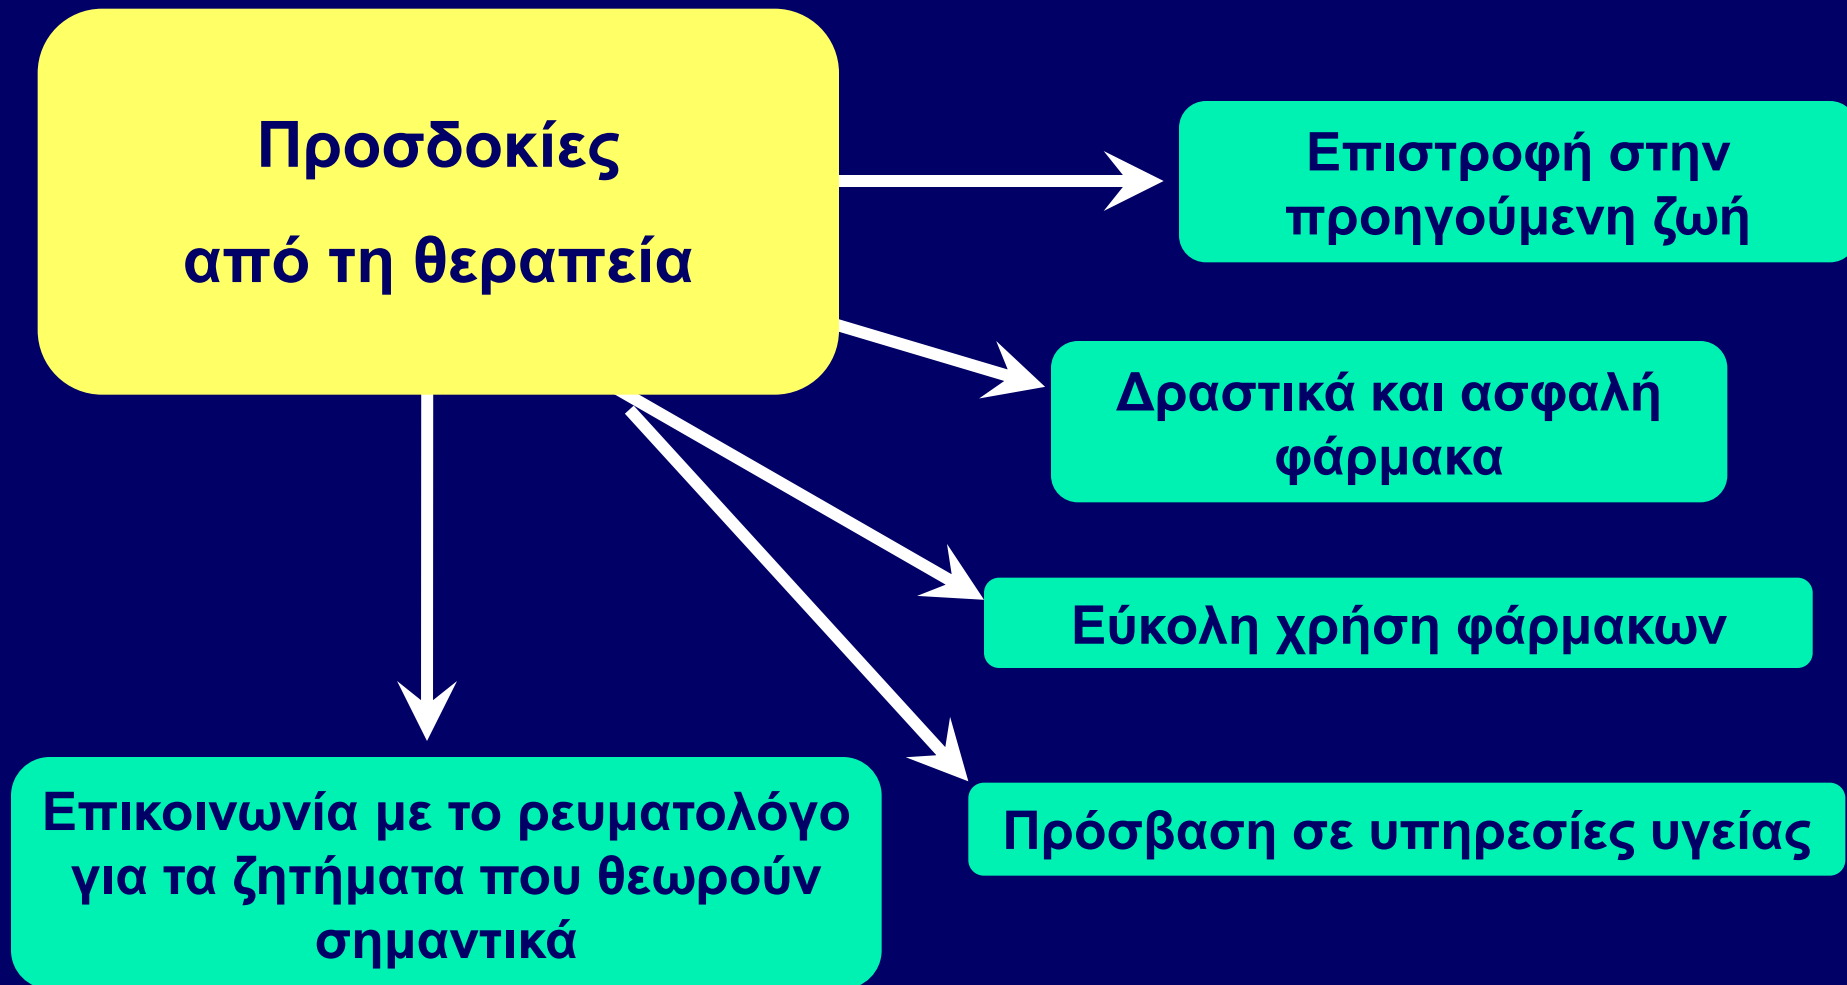 Προσδοκίες
από τη θεραπεία
Επιστροφή στην
προηγούμενη ζωή
Δραστικά και ασφαλή
φάρμακα
Εύκολη χρήση φάρμακων
Πρόσβαση σε υπηρεσίες υγείας
Επικοινωνία με το ρευματολόγο
για τα ζητήματα που θεωρούν
σημαντικά